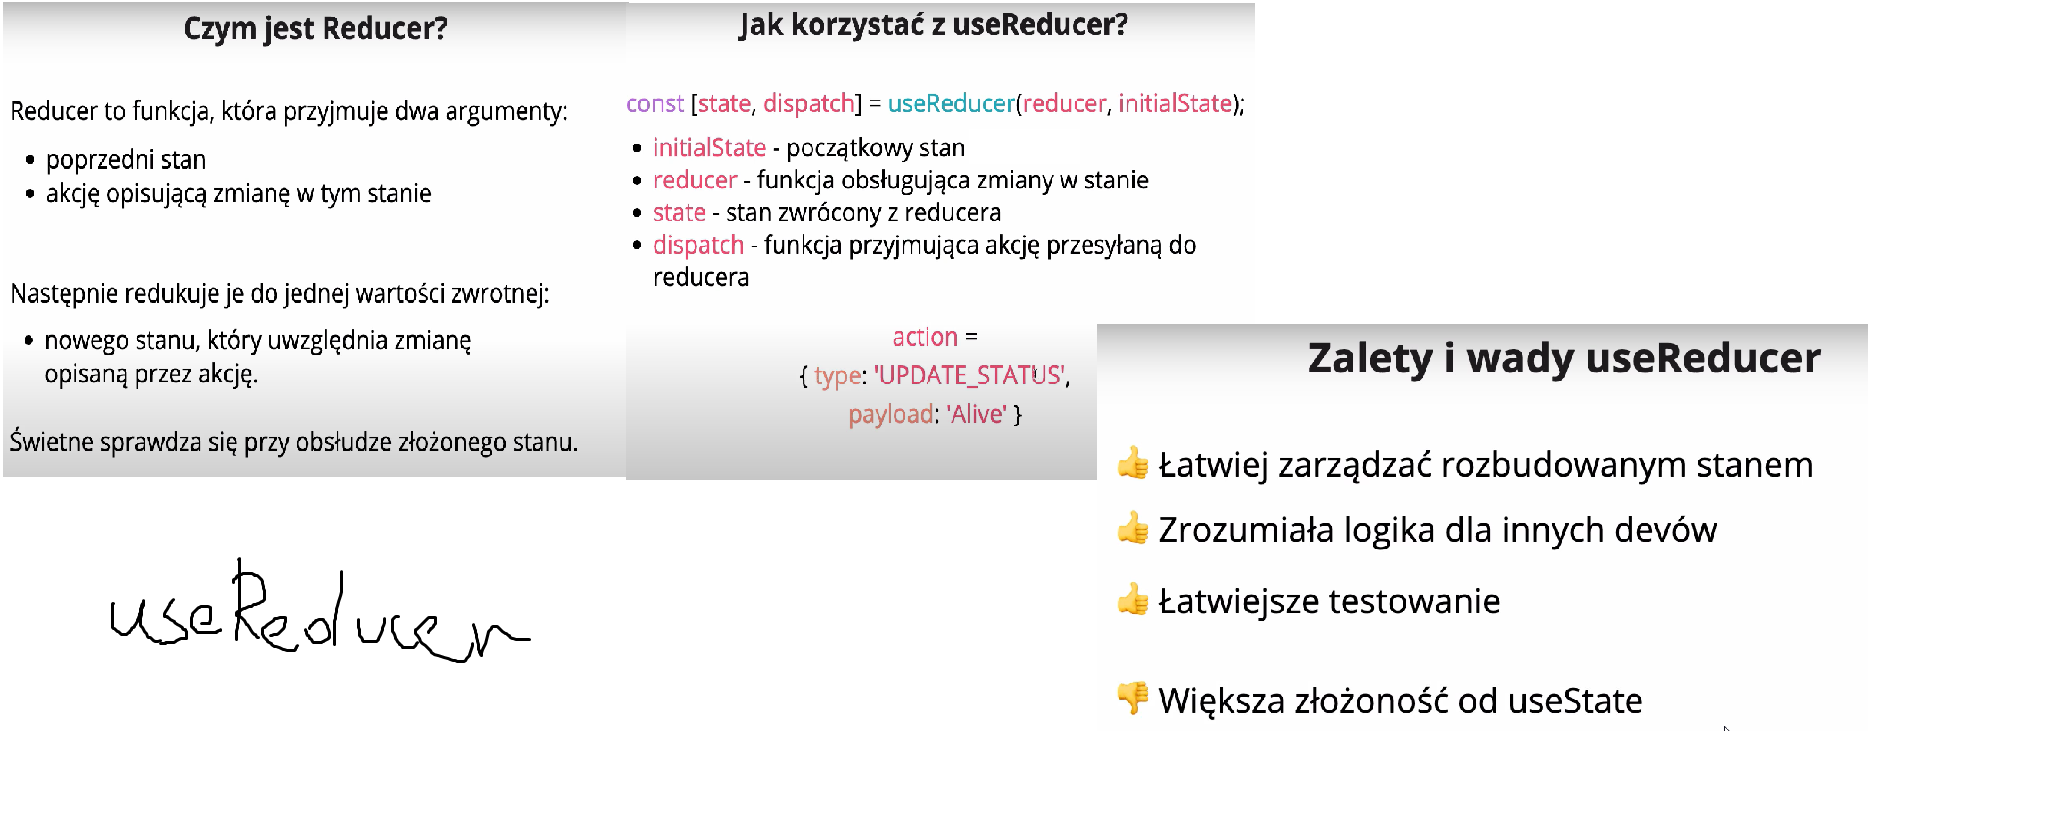 Czym jest Reducer?
Reducer to funkcja, która przyjmuje dwa argumenty:
• poprzedni stan
• akcję opisującą zmianę w tym stanie
Następnie redukuje je do jednej wartości zwrotnej:
• nowego stanu, który uwzględnia zmianę
opisaną przez akcję.
Świetne sprawdza się przy obsłudze złożonego stanu.
Jak korzystać z useReducer?
const [state, dispatch] = useReducer(reducer, initialState);
• initialState - początkowy stan
• reducer - funkcja obsługująca zmiany w stanie
• state - stan zwrócony z reducera
• dispatch - funkcja przyjmująca akcję przesyłaną do
reducera
action =
{ type: 'UPDATE_STATUS',
payload: 'Alive' }
Zalety i wady useReducer
👍 Łatwiej zarządzać rozbudowanym stanem
👍 Zrozumiała logika dla innych devów
👍 Łatwiejsze testowanie
👎 Większa złożoność od useState
useReducer